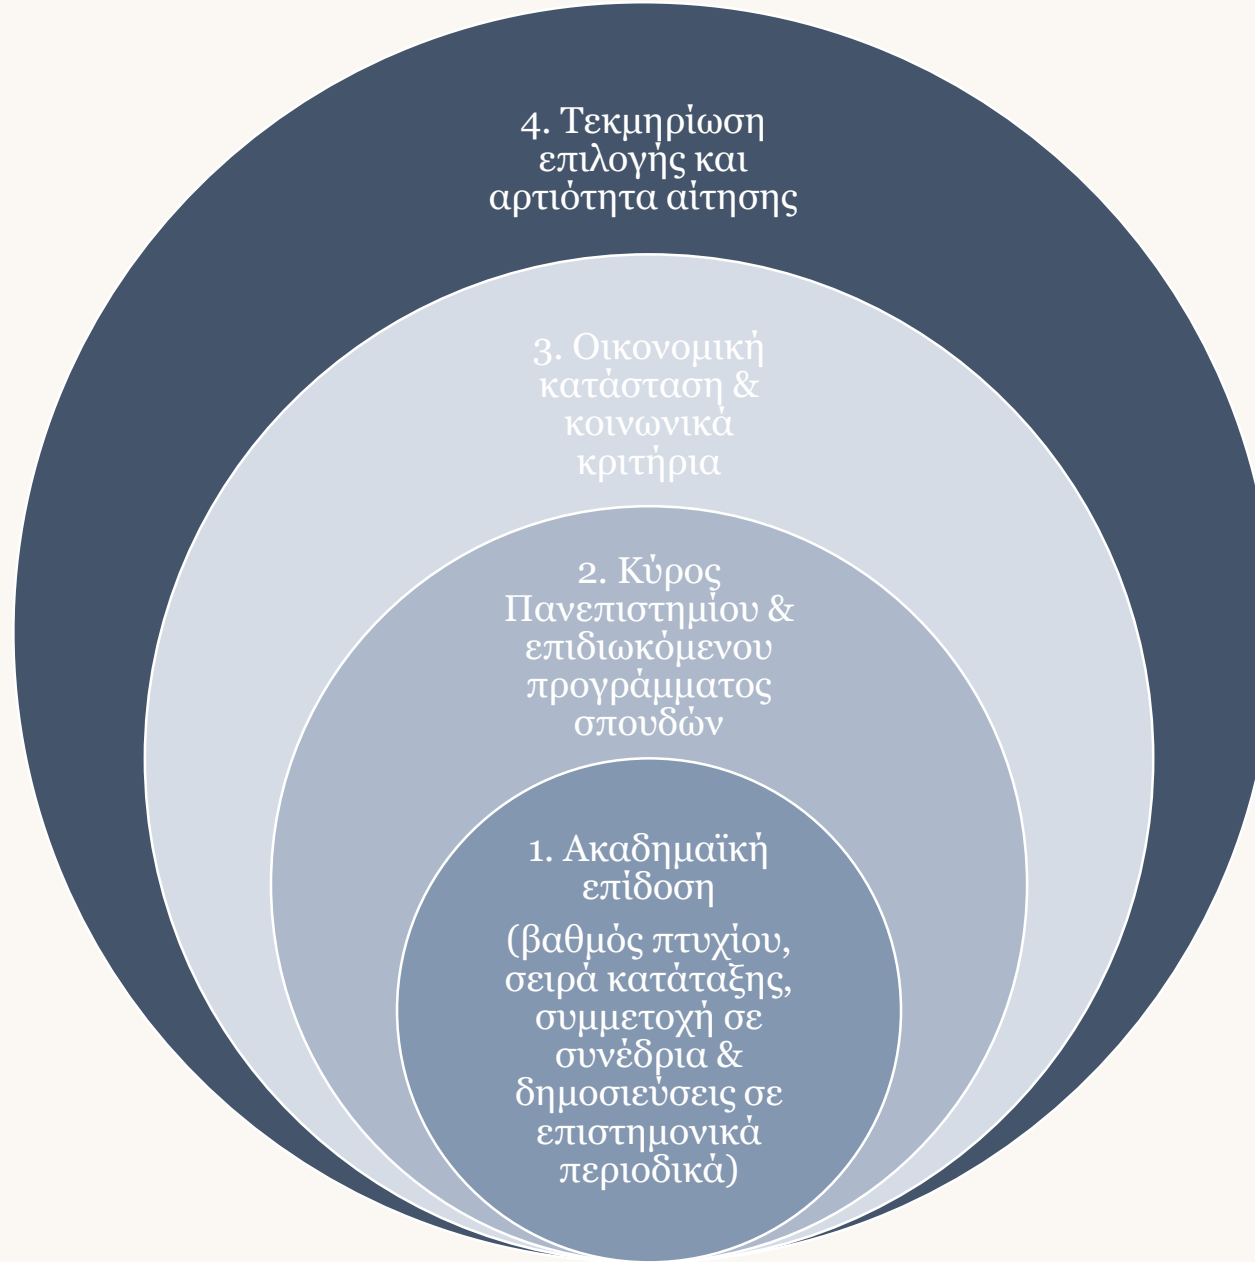 4. Τεκμηρίωση
επιλογής και
αρτιότητα αίτησης
3. Οικονομική
κατάσταση &
κοινωνικά
κριτήρια
2. Κύρος
Πανεπιστημίου &
επιδιωκόμενου
προγράμματος
σπουδών
1. Ακαδημαϊκή
επίδοση
(βαθμός πτυχίου,
σειρά κατάταξης,
συμμετοχή σε
συνέδρια &
δημοσιεύσεις σε
επιστημονικά
περιοδικά)